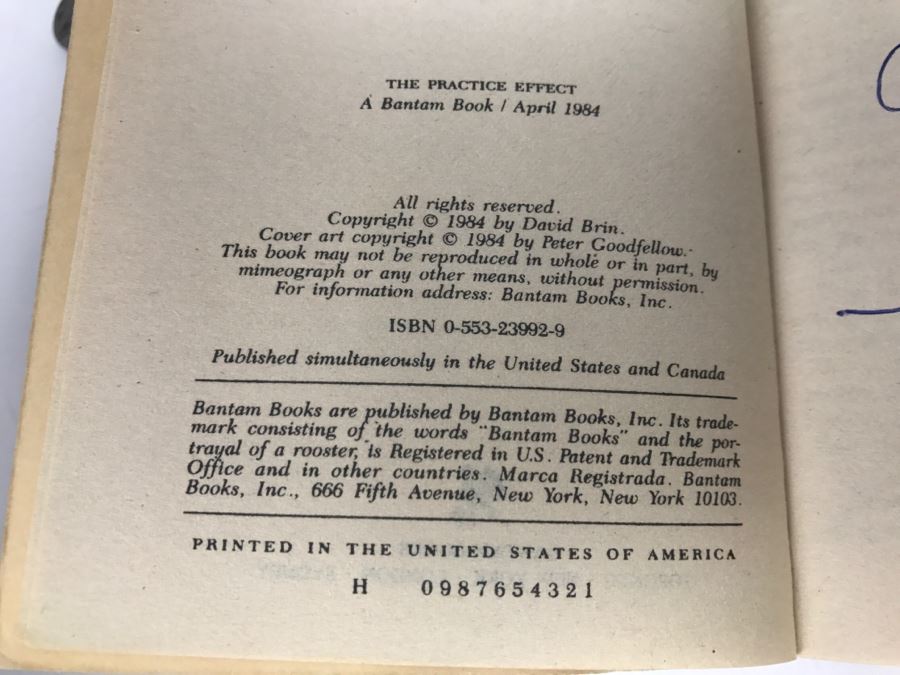 THE PRACTICE EFFECT
A Bantam Book / April 1984
All rights reserved.
Copyright © 1984 by David Brin.
Cover art copyright © 1984 by Peter Goodfellow.
This book may not be reproduced in whole or in part, by
mimeograph or any other means, without permission.
For information address: Bantam Books, Inc.
ISBN 0-553-23992-9
Published simultaneously in the United States and Canada
Bantam Books are published by Bantam Books, Inc. Its trade-
mark consisting of the words "Bantam Books" and the por-
trayal of a rooster, is Registered in U.S. Patent and Trademark
Office and in other countries. Marca Registrada. Bantam
Books, Inc., 666 Fifth Avenue, New York, New York 10103.
PRINTED IN THE UNITED STATES OF AMERICA
H 0987654321